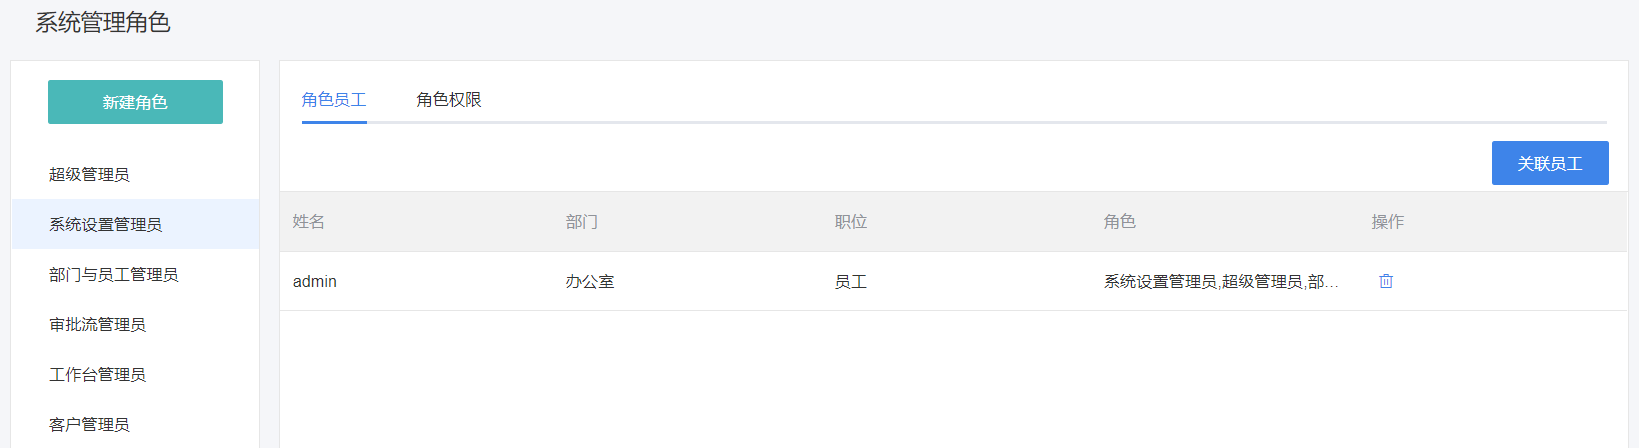 系统管理角色
新建角色
超级管理员
系统设置管理员
部门与员工管理员
审批流管理员
工作台管理员
客户管理员
角色员工 角色权限
关联员工
姓名 部门 职位 角色 操作
admin 办公室 员工 系统设置管理员,超级管理员,部...